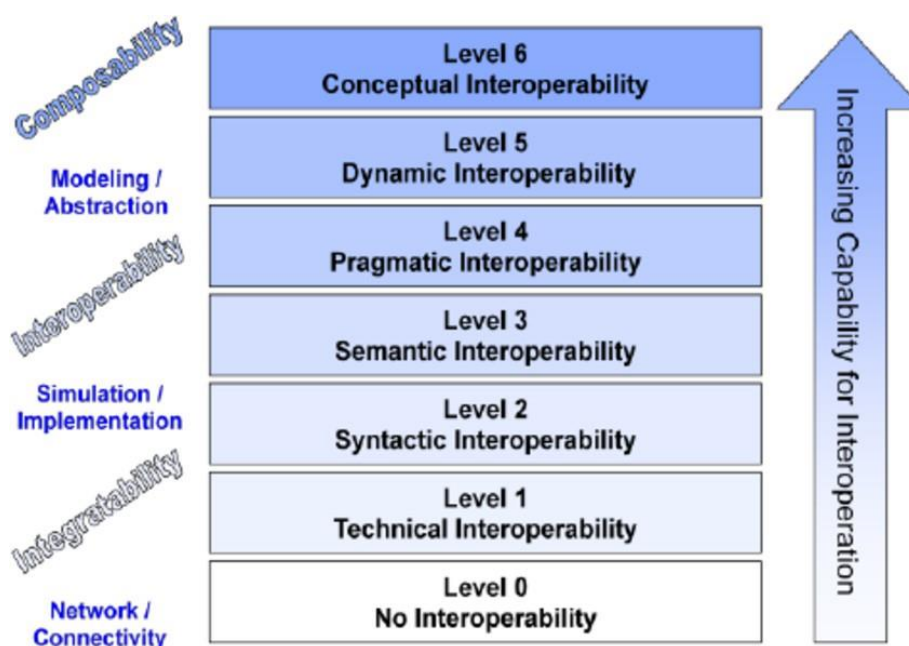 Composability
Level 6
Conceptual Interoperability
Level 5
Dynamic Interoperability
Modeling /
Abstraction
Level 4
Pragmatic Interoperability
Interoperability
Level 3
Semantic Interoperability
Simulation /
Implementation
Level 2
Syntactic Interoperability
Integratability
Level 1
Technical Interoperability
Network /
Connectivity
Level 0
No Interoperability
Increasing Capability for Interoperation